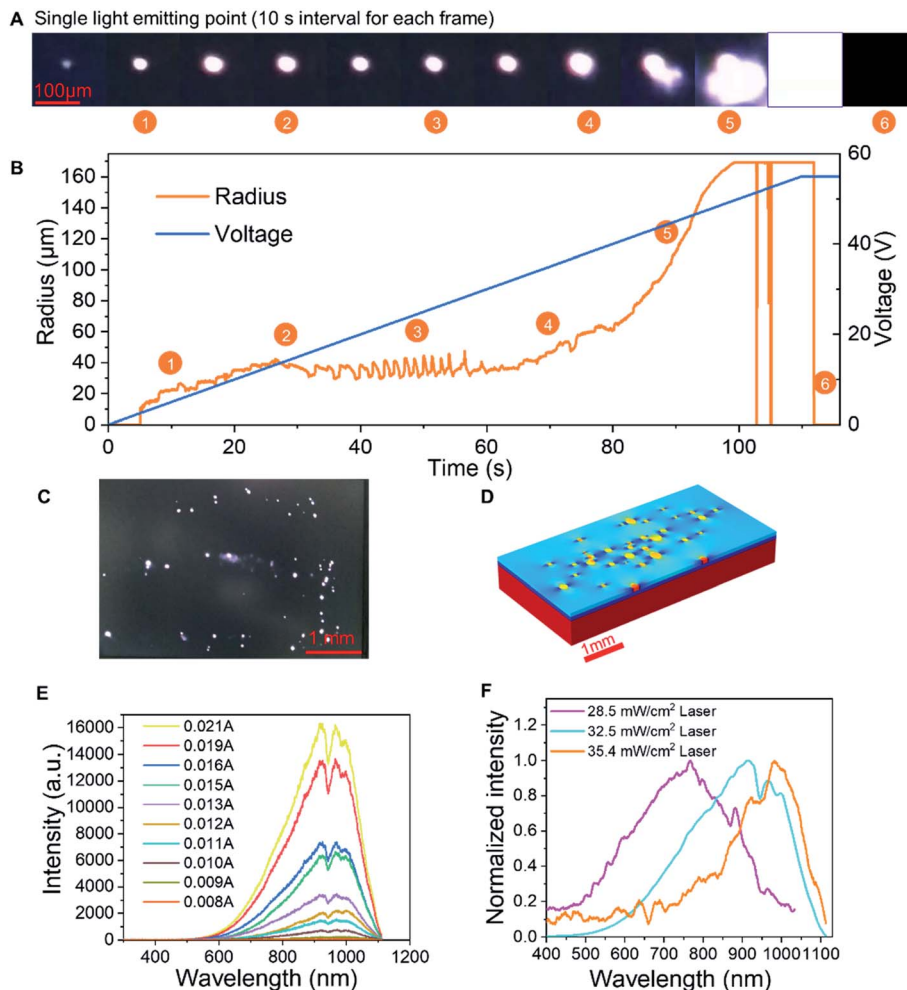 A Single light emitting point (10 s interval for each frame)
100μm
1 2 3 4 5 6
B
Radius
Voltage
Radius (μm)
160
140
120
100
80
60
40
20
0
Voltage (V)
60
40
20
0
1 2 3 4 5 6
0 20 40 60 80 100
Time (s)
C
1 mm
D
1mm
E
Intensity (a.u.)
16000
14000
12000
10000
8000
6000
4000
2000
0
0.021A
0.019A
0.016A
0.015A
0.013A
0.012A
0.011A
0.010A
0.009A
0.008A
400 600 800 1000 1200
Wavelength (nm)
F
Normalized intensity
1.2
1.0
0.8
0.6
0.4
0.2
0.0
28.5 mW/cm² Laser
32.5 mW/cm² Laser
35.4 mW/cm² Laser
400 500 600 700 800 900 1000 1100
Wavelength (nm)